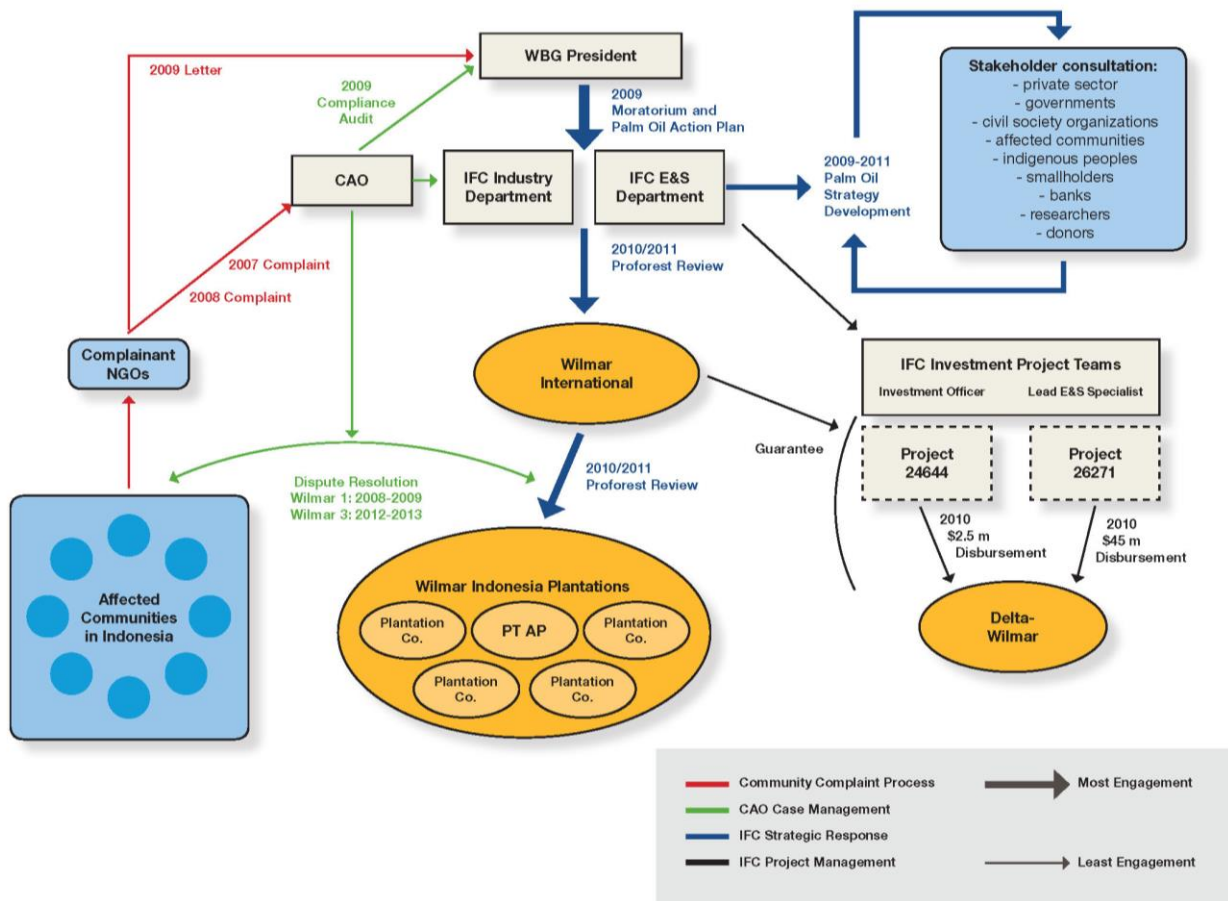 WBG President
2009 Letter
2009
Compliance
Audit
2009
Moratorium and
Palm Oil Action Plan
Stakeholder consultation:
- private sector
- governments
- civil society organizations
- affected communities
- indigenous peoples
- smallholders
- banks
- researchers
- donors
CAO
IFC Industry
Department
IFC E&S
Department
2009-2011
Palm Oil
Strategy
Development
2007 Complaint
2008 Complaint
2010/2011
Proforest Review
Complainant
NGOs
Wilmar
International
IFC Investment Project Teams
Investment Officer
Lead E&S Specialist
Guarantee
Project
24644
Project
26271
Dispute Resolution
Wilmar 1: 2008-2009
Wilmar 3: 2012-2013
2010/2011
Proforest Review
2010
$2.5 m
Disbursement
2010
$45 m
Disbursement
Affected
Communities
in Indonesia
Wilmar Indonesia Plantations
Plantation
Co.
PT AP
Plantation
Co.
Plantation
Co.
Plantation
Co.
Delta-
Wilmar
Community Complaint Process
CAO Case Management
IFC Strategic Response
IFC Project Management
Most Engagement
Least Engagement